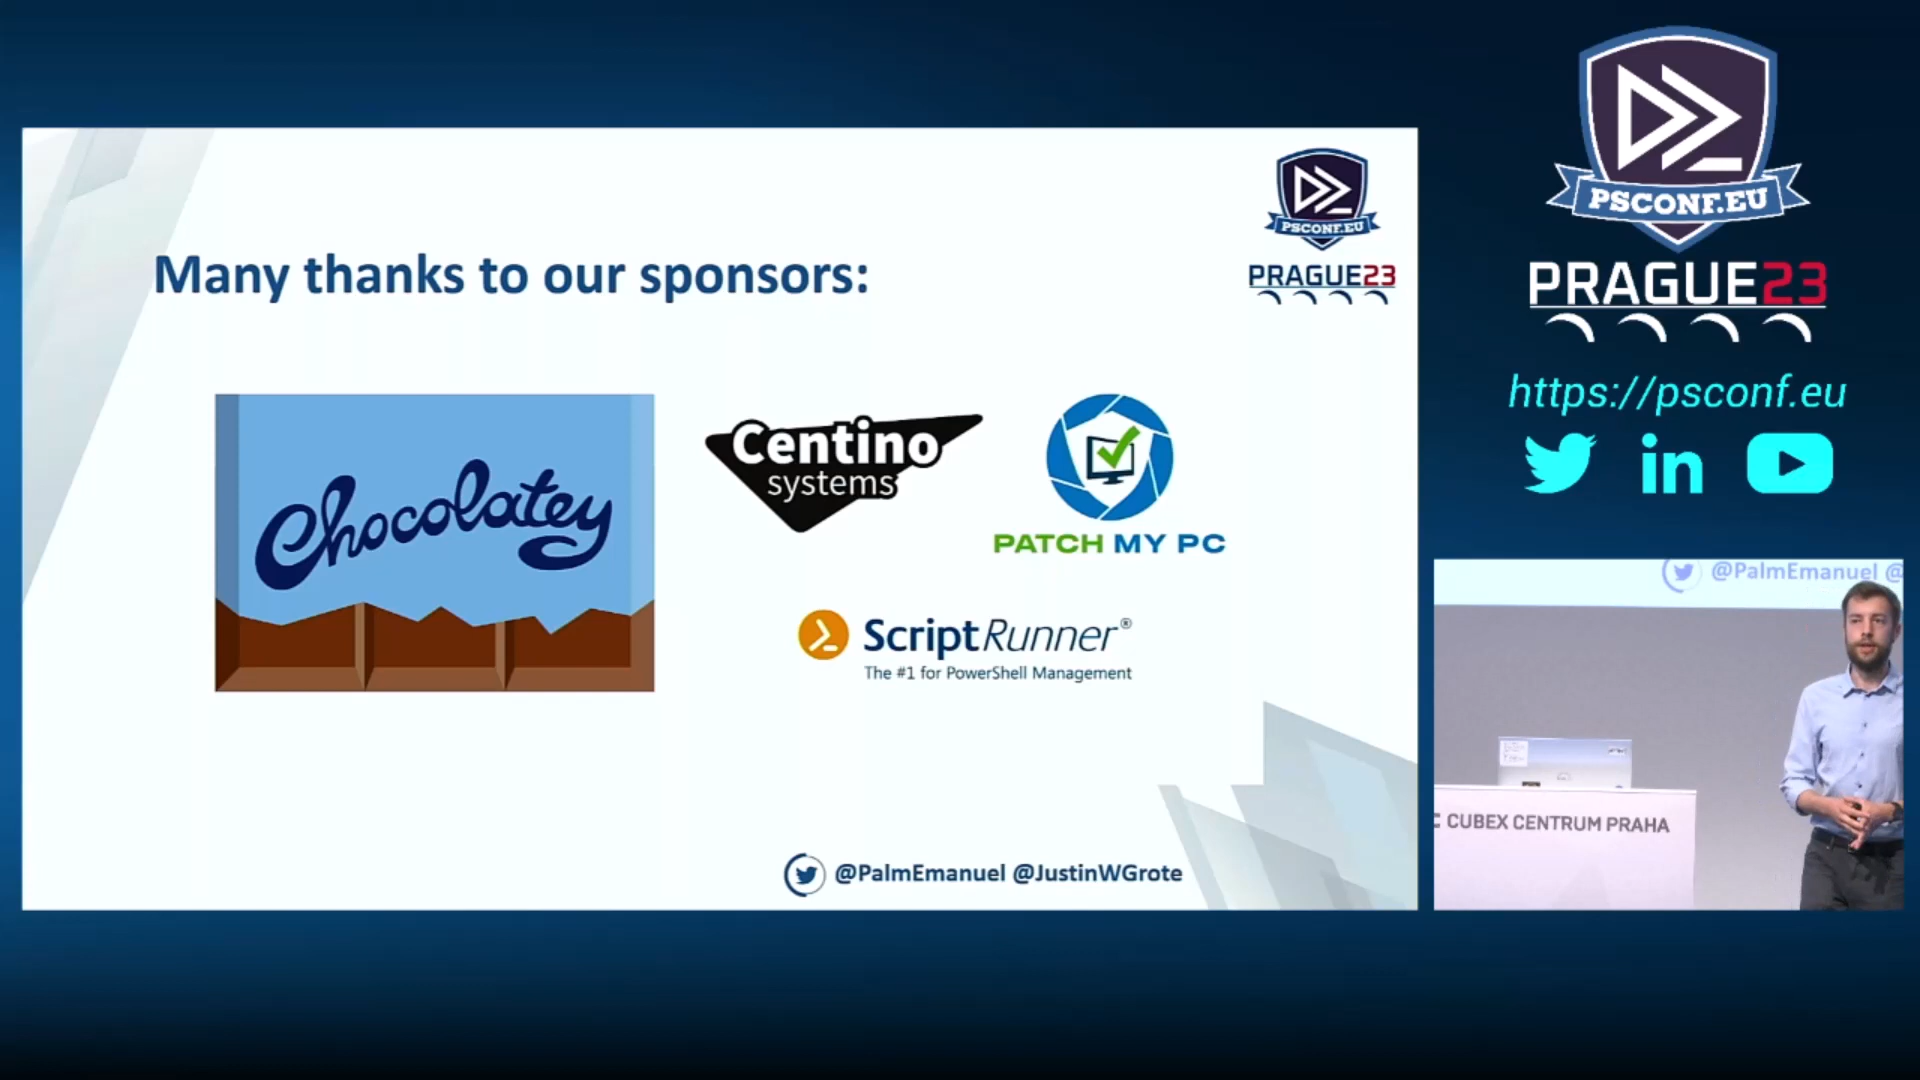 Many thanks to our sponsors:
PSCONF.EU
PRAGUE23
Chocolatey
Centino
systems
PATCH MY PC
ScriptRunner®
The #1 for PowerShell Management
@PalmEmanuel @JustinWGrote
PSCONF.EU
PRAGUE23
https://psconf.eu
in
@PalmEmanuel @
CUBEX CENTRUM PRAHA